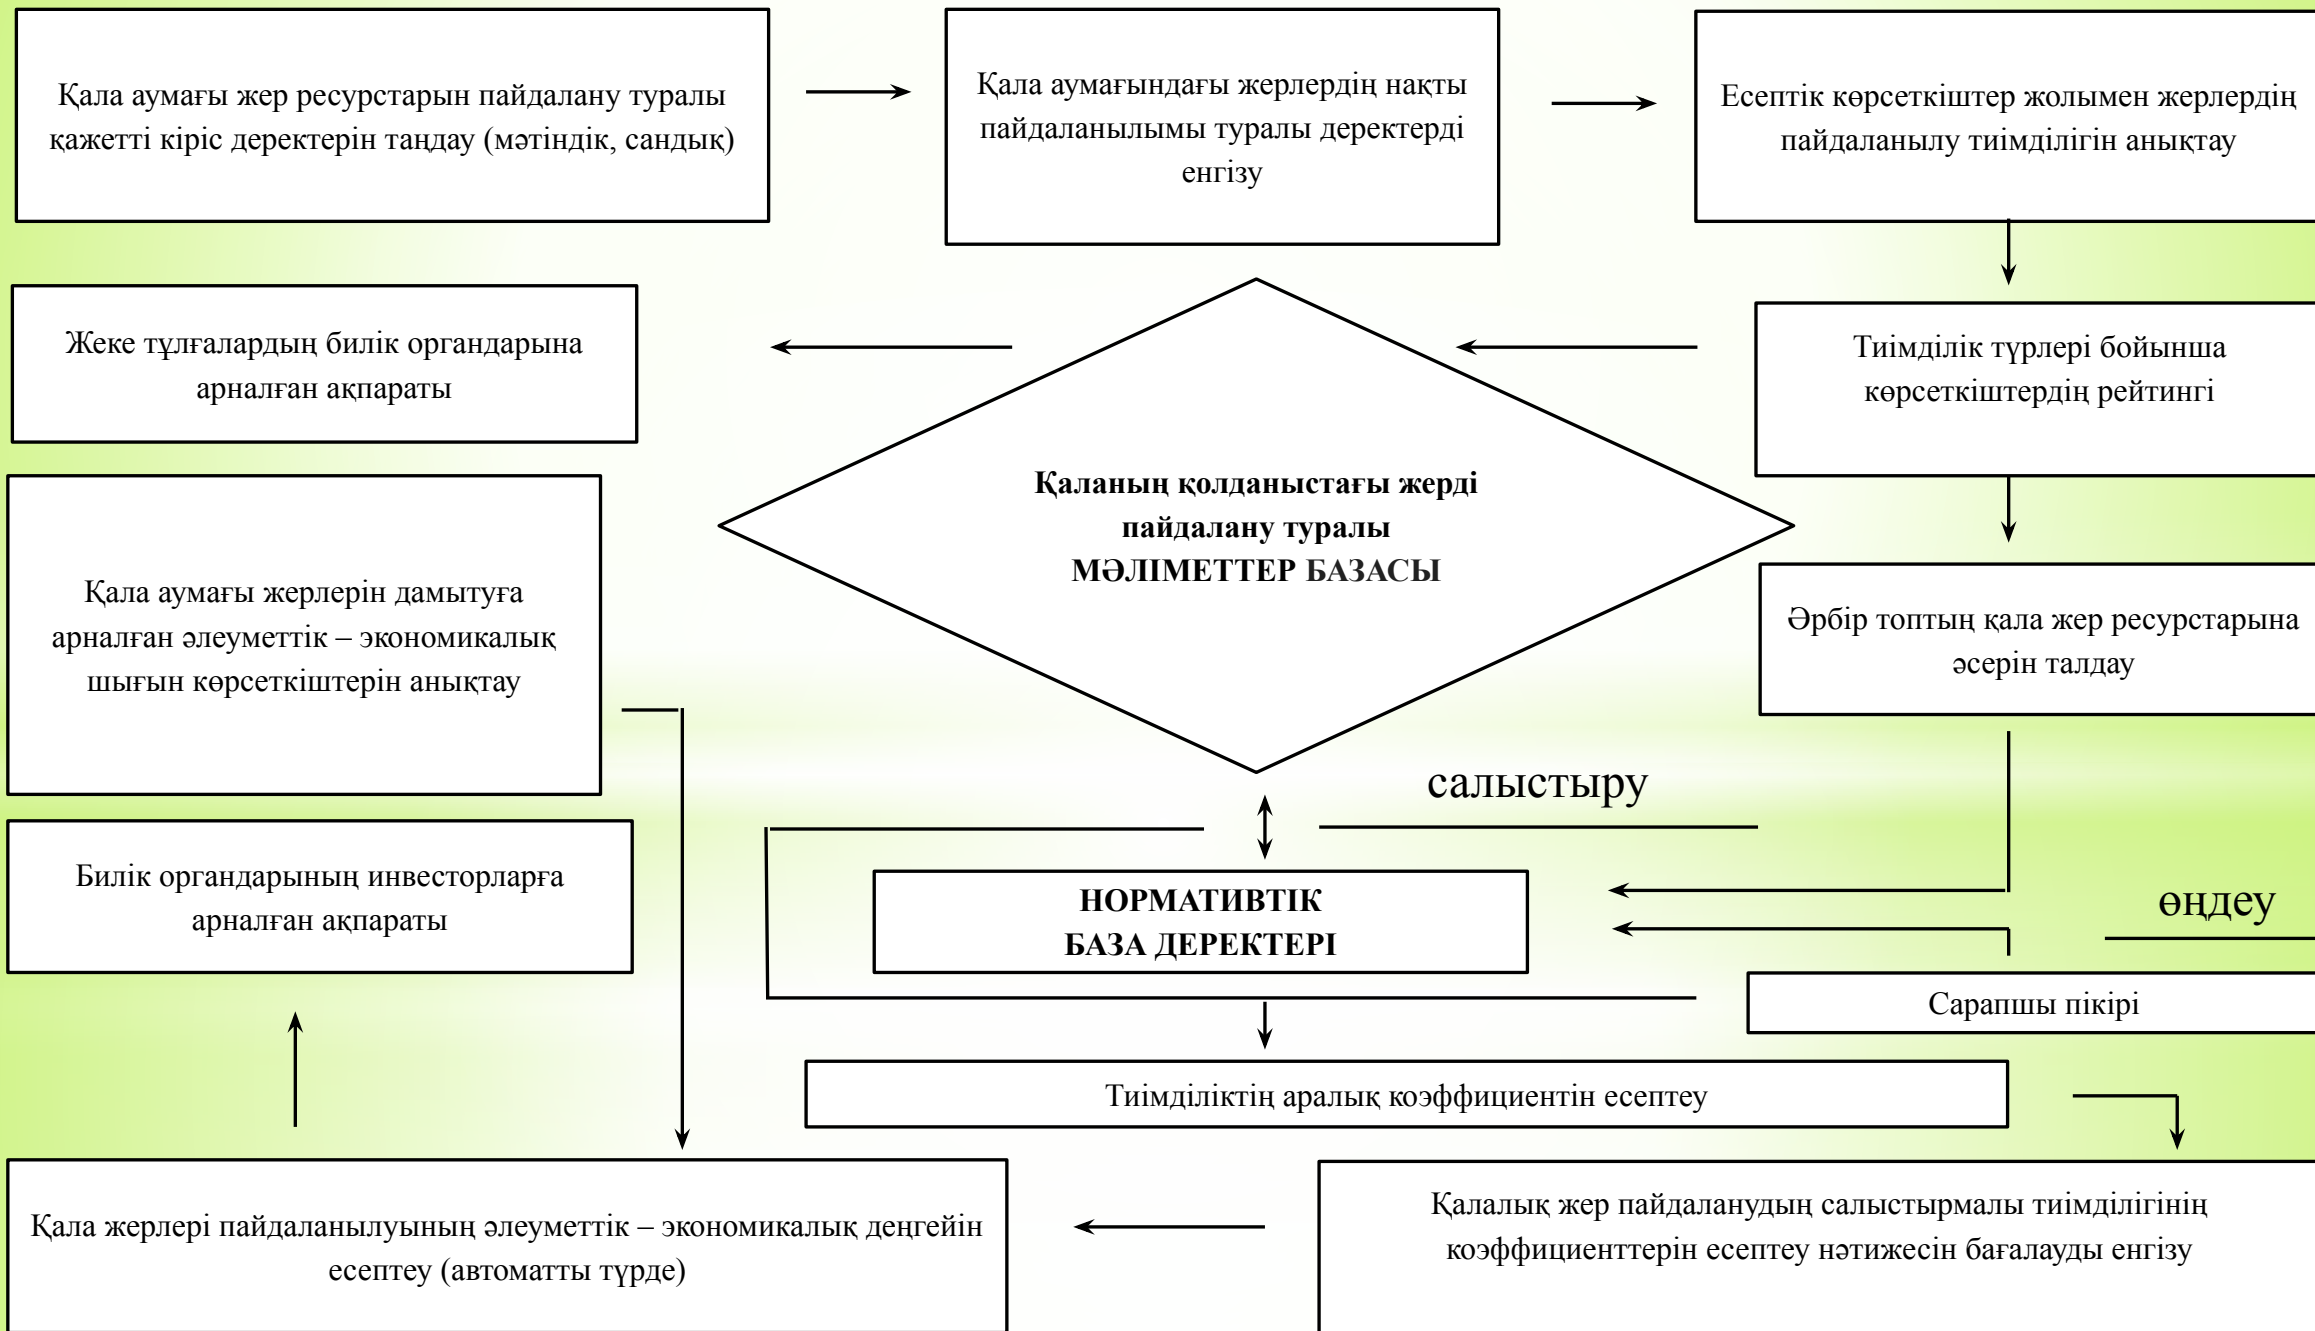 Қала аумағы жер ресурстарын пайдалану туралы
қажетті кіріс деректерін таңдау (мәтіндік, сандық)
Қала аумағындағы жерлердің нақты
пайдаланылымы туралы деректерді
енгізу
Есептік көрсеткіштер жолымен жерлердің
пайдаланылу тиімділігін анықтау
Жеке тұлғалардың билік органдарына
арналған ақпараты
Тиімділік түрлері бойынша
көрсеткіштердің рейтингі
Қаланың қолданыстағы жерді
пайдалану туралы
МӘЛІМЕТТЕР БАЗАСЫ
Қала аумағы жерлерін дамытуға
арналған әлеуметтік – экономикалық
шығын көрсеткіштерін анықтау
Әрбір топтың қала жер ресурстарына
әсерін талдау
салыстыру
Билік органдарының инвесторларға
арналған ақпараты
НОРМАТИВТІК
БАЗА ДЕРЕКТЕРІ
өңдеу
Сарапшы пікірі
Тиімділіктің аралық коэффициентін есептеу
Қала жерлері пайдаланылуының әлеуметтік – экономикалық деңгейін
есептеу (автоматты түрде)
Қалалық жер пайдаланудың салыстырмалы тиімділігінің
коэффициенттерін есептеу нәтижесін бағалауды енгізу